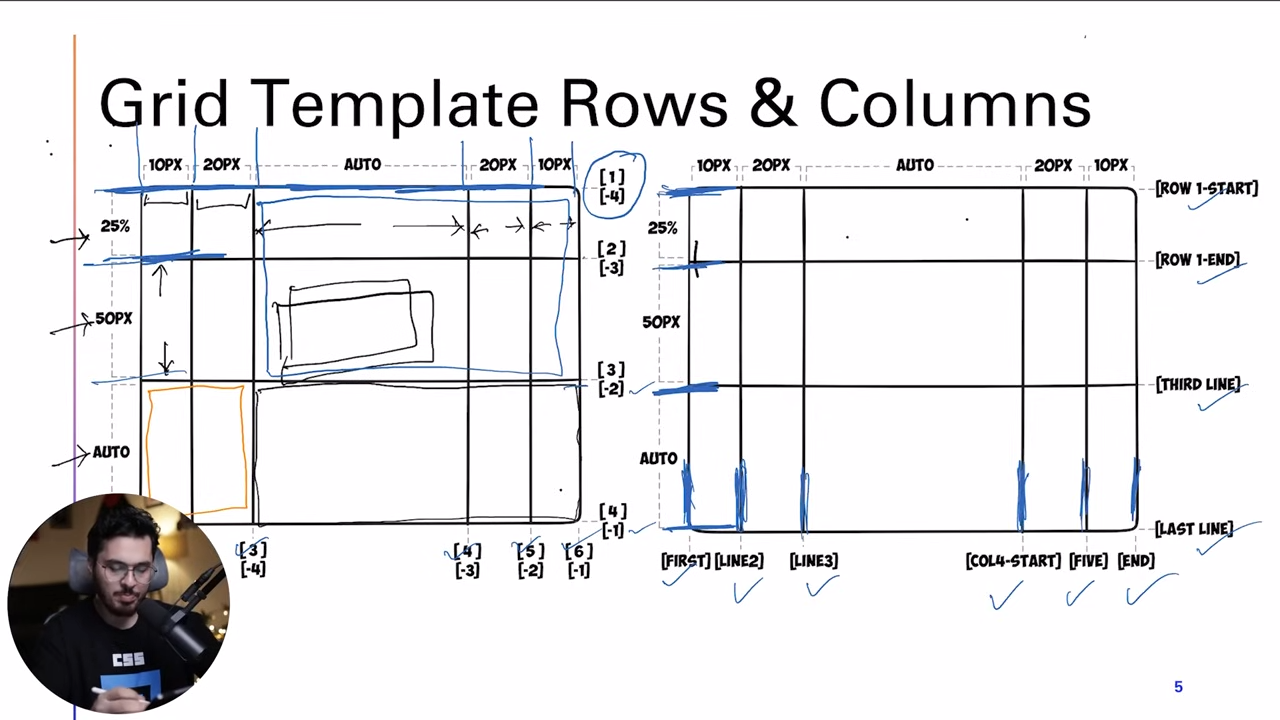 Grid Template Rows & Columns
10PX 20PX AUTO 20PX 10PX
[1]
[-4]
25%
[2]
[-3]
50PX
[3]
[-2]
AUTO
[4]
[-1]
[3] [4] [5] [6]
[-4] [-3] [-2] [-1]
10PX 20PX AUTO 20PX 10PX
[ROW 1-START]
25%
[ROW 1-END]
50PX
[THIRD LINE]
AUTO
[LAST LINE]
[FIRST] [LINE2] [LINE3] [COL4-START] [FIVE] [END]
CSS
5